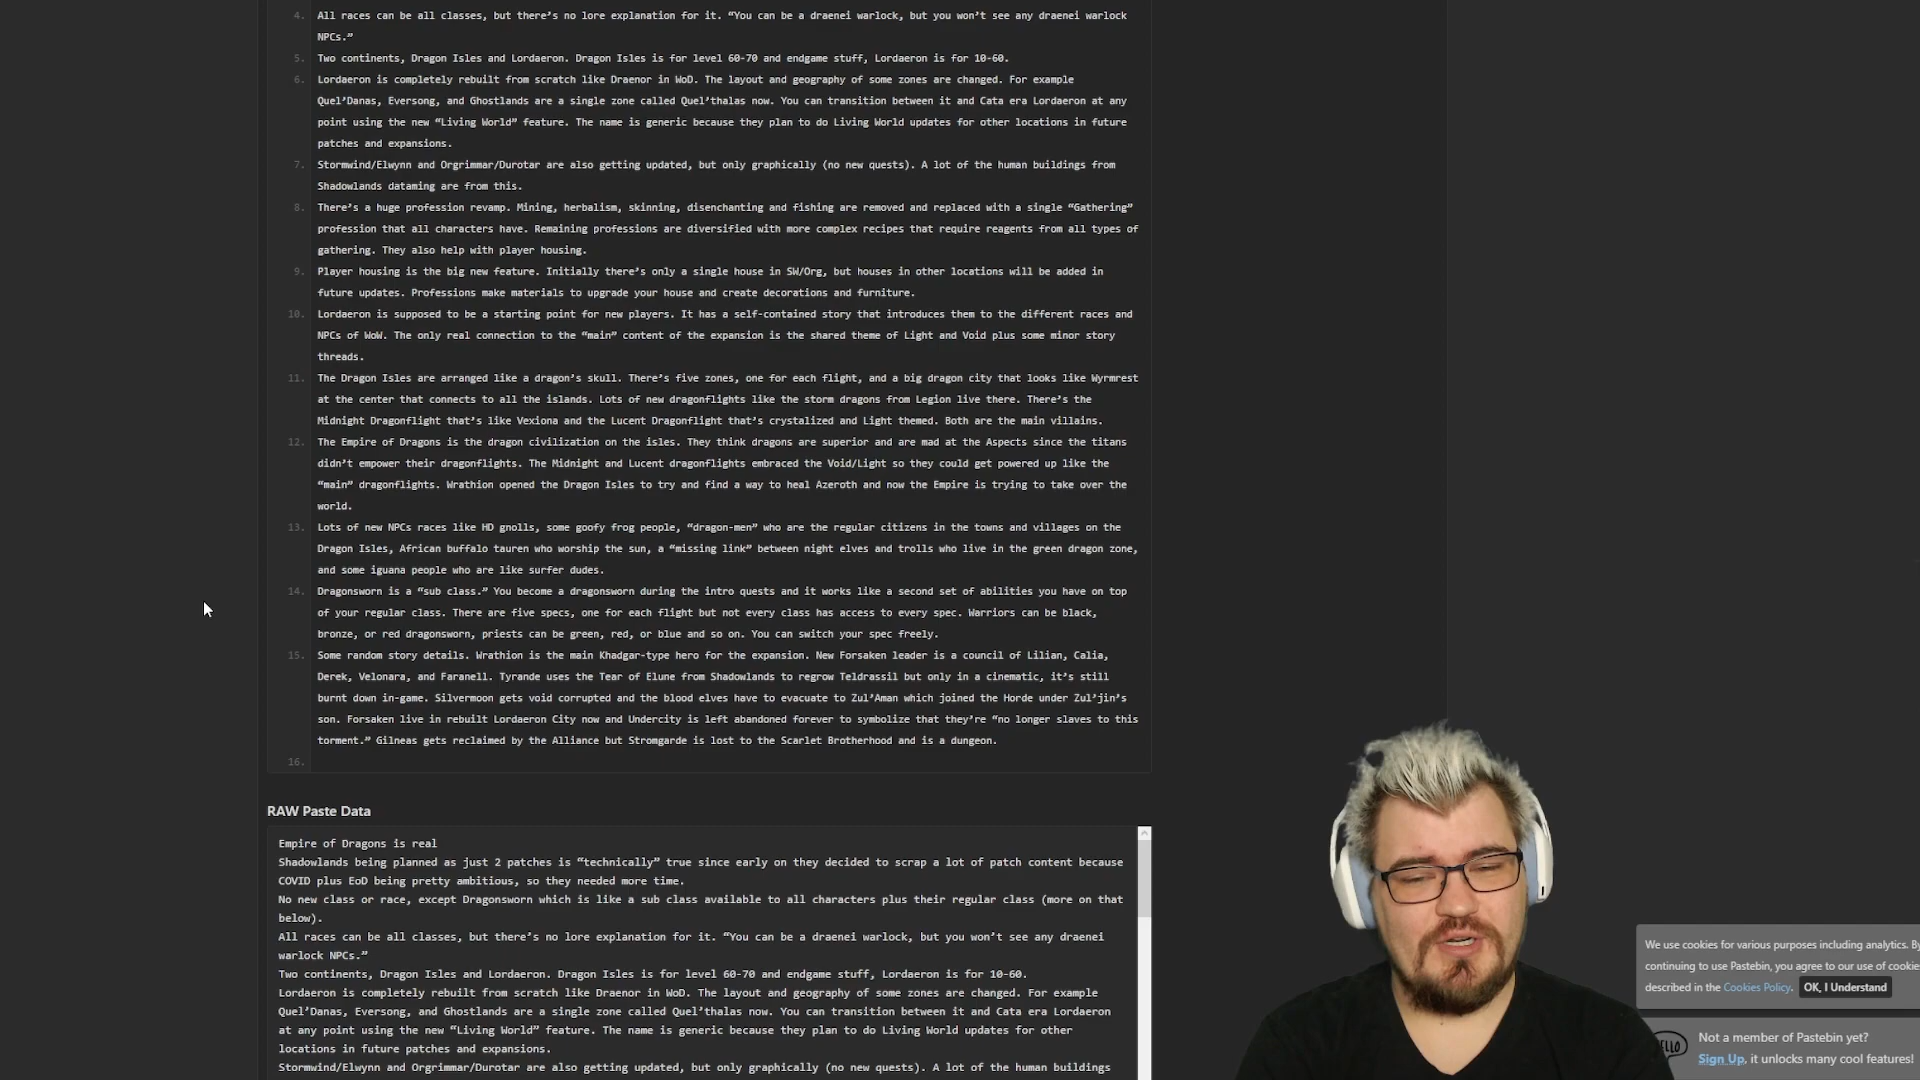 4. All races can be all classes, but there’s no lore explanation for it. “You can be a draenei warlock, but you won’t see any draenei warlock
NPCs.”
5. Two continents, Dragon Isles and Lordaeron. Dragon Isles is for level 60-70 and endgame stuff, Lordaeron is for 10-60.
6. Lordaeron is completely rebuilt from scratch like Draenor in WoD. The layout and geography of some zones are changed. For example
Quel’Danas, Eversong, and Ghostlands are a single zone called Quel’thalas now. You can transition between it and Cata era Lordaeron at any
point using the new “Living World” feature. The name is generic because they plan to do Living World updates for other locations in future
patches and expansions.
7. Stormwind/Elwynn and Orgrimmar/Durotar are also getting updated, but only graphically (no new quests). A lot of the human buildings from
Shadowlands dataming are from this.
8. There’s a huge profession revamp. Mining, herbalism, skinning, disenchanting and fishing are removed and replaced with a single “Gathering”
profession that all characters have. Remaining professions are diversified with more complex recipes that require reagents from all types of
gathering. They also help with player housing.
9. Player housing is the big new feature. Initially there’s only a single house in SW/Org, but houses in other locations will be added in
future updates. Professions make materials to upgrade your house and create decorations and furniture.
10. Lordaeron is supposed to be a starting point for new players. It has a self-contained story that introduces them to the different races and
NPCs of WoW. The only real connection to the “main” content of the expansion is the shared theme of Light and Void plus some minor story
threads.
11. The Dragon Isles are arranged like a dragon’s skull. There’s five zones, one for each flight, and a big dragon city that looks like Wyrmrest
at the center that connects to all the islands. Lots of new dragonflights like the storm dragons from Legion live there. There’s the
Midnight Dragonflight that’s like Vexiona and the Lucent Dragonflight that’s crystalized and Light themed. Both are the main villains.
12. The Empire of Dragons is the dragon civilization on the isles. They think dragons are superior and are mad at the Aspects since the titans
didn’t empower their dragonflights. The Midnight and Lucent dragonflights embraced the Void/Light so they could get powered up like the
“main” dragonflights. Wrathion opened the Dragon Isles to try and find a way to heal Azeroth and now the Empire is trying to take over the
world.
13. Lots of new NPCs races like HD gnolls, some goofy frog people, “dragon-men” who are the regular citizens in the towns and villages on the
Dragon Isles, African buffalo tauren who worship the sun, a “missing link” between night elves and trolls who live in the green dragon zone,
and some iguana people who are like surfer dudes.
14. Dragonsworn is a “sub class.” You become a dragonsworn during the intro quests and it works like a second set of abilities you have on top
of your regular class. There are five specs, one for each flight but not every class has access to every spec. Warriors can be black,
bronze, or red dragonsworn, priests can be green, red, or blue and so on. You can switch your spec freely.
15. Some random story details. Wrathion is the main Khadgar-type hero for the expansion. New Forsaken leader is a council of Lilian, Calia,
Derek, Velonara, and Faranell. Tyrande uses the Tear of Elune from Shadowlands to regrow Teldrassil but only in a cinematic, it’s still
burnt down in-game. Silvermoon gets void corrupted and the blood elves have to evacuate to Zul’Aman which joined the Horde under Zul’jin’s
son. Forsaken live in rebuilt Lordaeron City now and Undercity is left abandoned forever to symbolize that they’re “no longer slaves to this
torment.” Gilneas gets reclaimed by the Alliance but Stromgarde is lost to the Scarlet Brotherhood and is a dungeon.
16.
RAW Paste Data
Empire of Dragons is real
Shadowlands being planned as just 2 patches is “technically” true since early on they decided to scrap a lot of patch content because
COVID plus EoD being pretty ambitious, so they needed more time.
No new class or race, except Dragonsworn which is like a sub class available to all characters plus their regular class (more on that
below).
All races can be all classes, but there’s no lore explanation for it. “You can be a draenei warlock, but you won’t see any draenei
warlock NPCs.”
Two continents, Dragon Isles and Lordaeron. Dragon Isles is for level 60-70 and endgame stuff, Lordaeron is for 10-60.
Lordaeron is completely rebuilt from scratch like Draenor in WoD. The layout and geography of some zones are changed. For example
Quel’Danas, Eversong, and Ghostlands are a single zone called Quel’thalas now. You can transition between it and Cata era Lordaeron
at any point using the new “Living World” feature. The name is generic because they plan to do Living World updates for other
locations in future patches and expansions.
Stormwind/Elwynn and Orgrimmar/Durotar are also getting updated, but only graphically (no new quests). A lot of the human buildings
We use cookies for various purposes including analytics. By
continuing to use Pastebin, you agree to our use of cookie
described in the Cookies Policy. OK, I Understand
Not a member of Pastebin yet?
Sign Up, it unlocks many cool features!